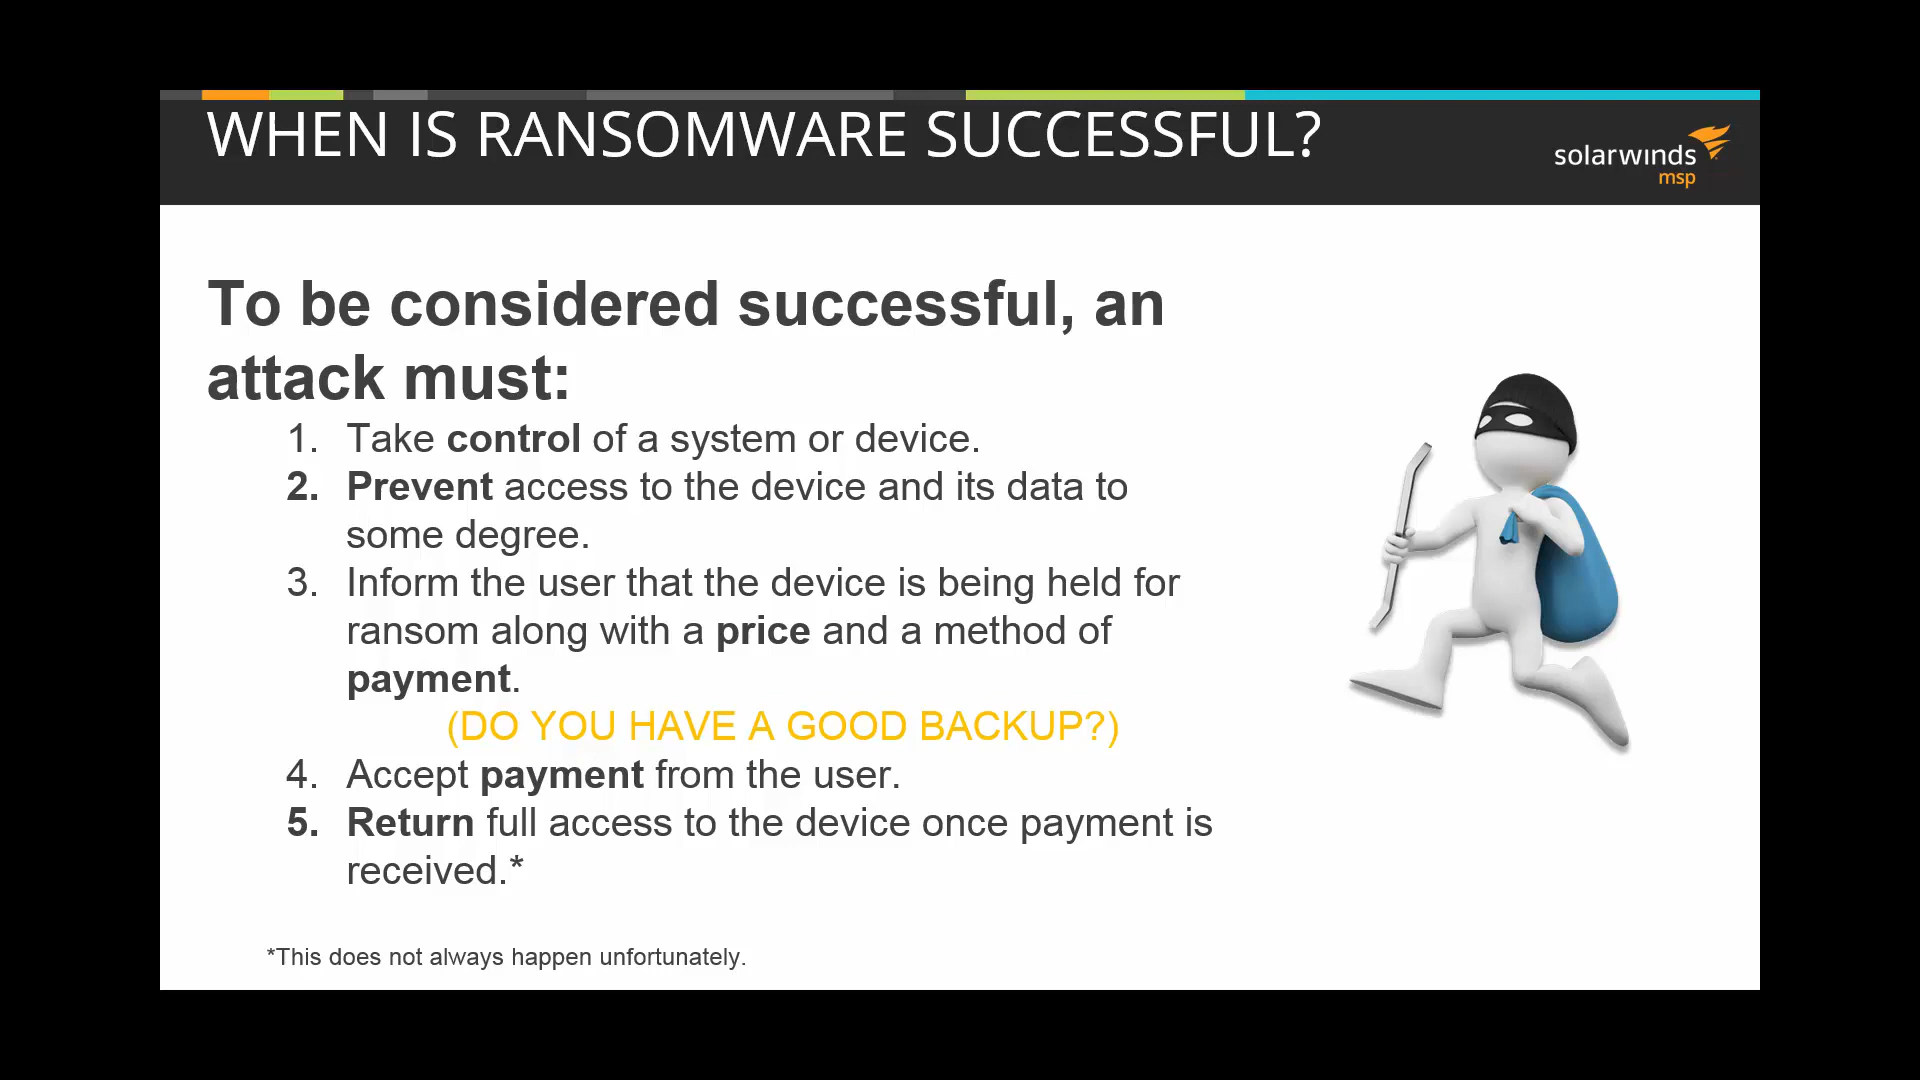 WHEN IS RANSOMWARE SUCCESSFUL?
solarwinds
msp
To be considered successful, an
attack must:
1. Take control of a system or device.
2. Prevent access to the device and its data to
some degree.
3. Inform the user that the device is being held for
ransom along with a price and a method of
payment.
(DO YOU HAVE A GOOD BACKUP?)
4. Accept payment from the user.
5. Return full access to the device once payment is
received.*
*This does not always happen unfortunately.